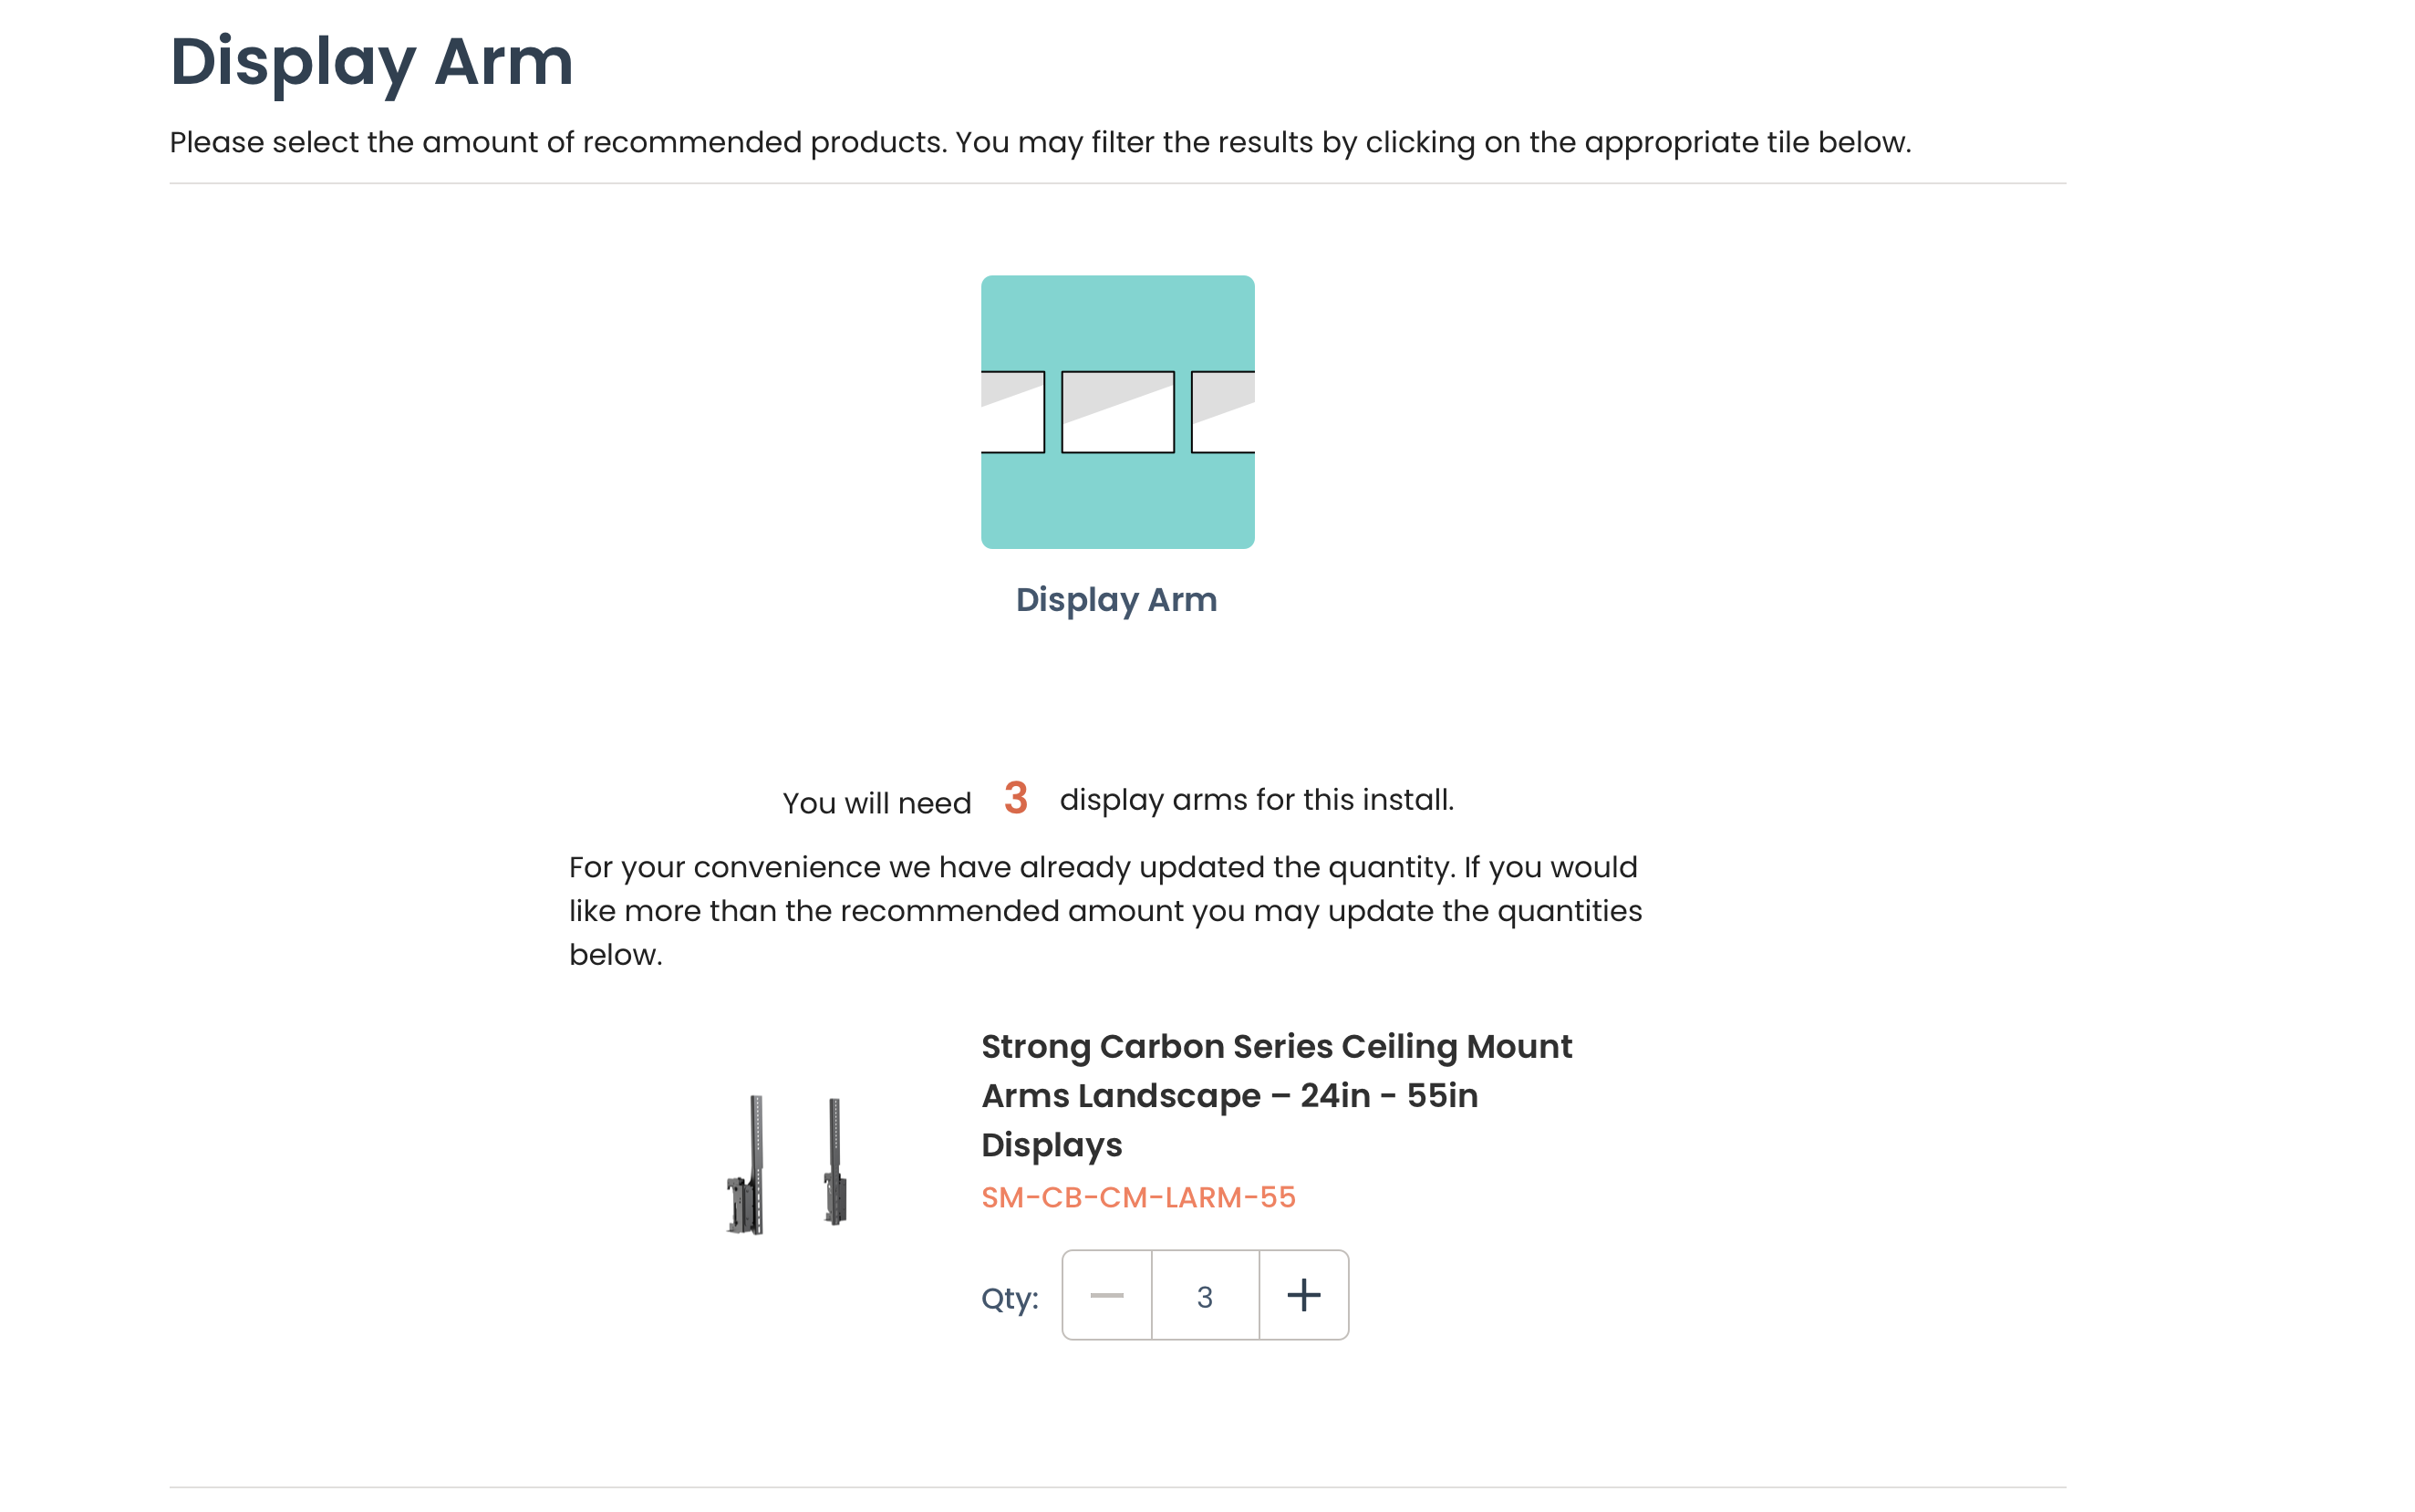 Display Arm
Please select the amount of recommended products. You may filter the results by clicking on the appropriate tile below.
Display Arm
You will need 3 display arms for this install.
For your convenience we have already updated the quantity. If you would
like more than the recommended amount you may update the quantities
below.
Strong Carbon Series Ceiling Mount
Arms Landscape – 24in - 55in
Displays
SM-CB-CM-LARM-55
Qty: − 3 +